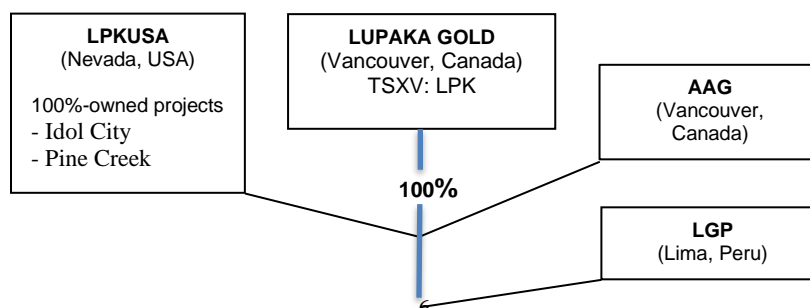 LPKUSA
(Nevada, USA)
100%-owned projects
- Idol City
- Pine Creek
LUPAKA GOLD
(Vancouver, Canada)
TSXV: LPK
AAG
(Vancouver,
Canada)
100%
LGP
(Lima, Peru)